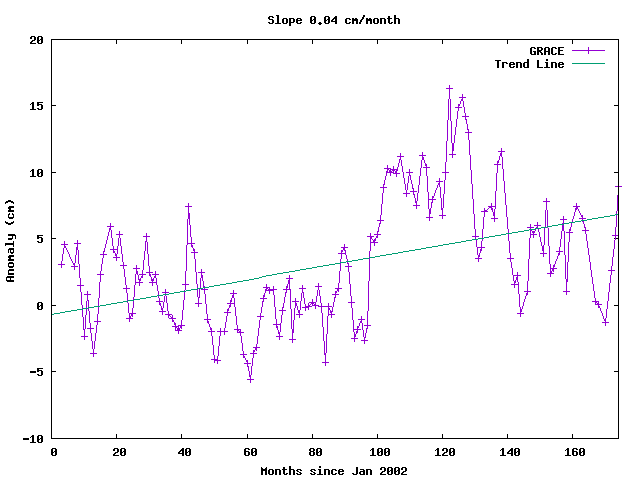 Slope 0.04 cm/month
GRACE
Trend Line
20
15
10
5
0
-5
-10
Anomaly (cm)
0 20 40 60 80 100 120 140 160
Months since Jan 2002